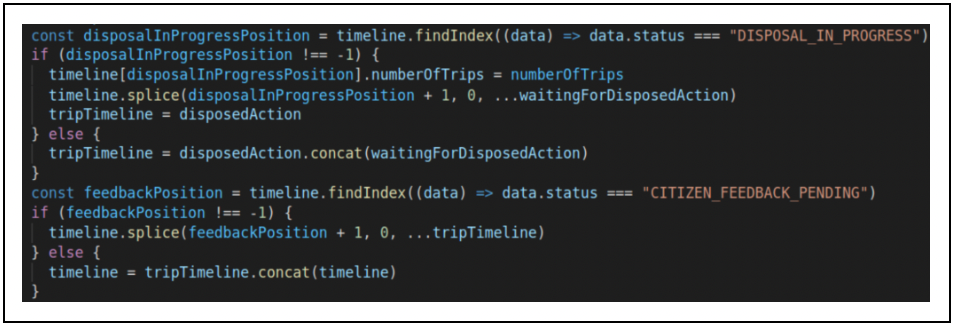 const disposalInProgressPosition = timeline.findIndex((data) => data.status === "DISPOSAL_IN_PROGRESS")
if (disposalInProgressPosition !== -1) {
  timeline[disposalInProgressPosition].numberOfTrips = numberOfTrips
  timeline.splice(disposalInProgressPosition + 1, 0, ...waitingForDisposedAction)
  tripTimeline = disposedAction
} else {
  tripTimeline = disposedAction.concat(waitingForDisposedAction)
}
const feedbackPosition = timeline.findIndex((data) => data.status === "CITIZEN_FEEDBACK_PENDING")
if (feedbackPosition !== -1) {
  timeline.splice(feedbackPosition + 1, 0, ...tripTimeline)
} else {
  timeline = tripTimeline.concat(timeline)
}